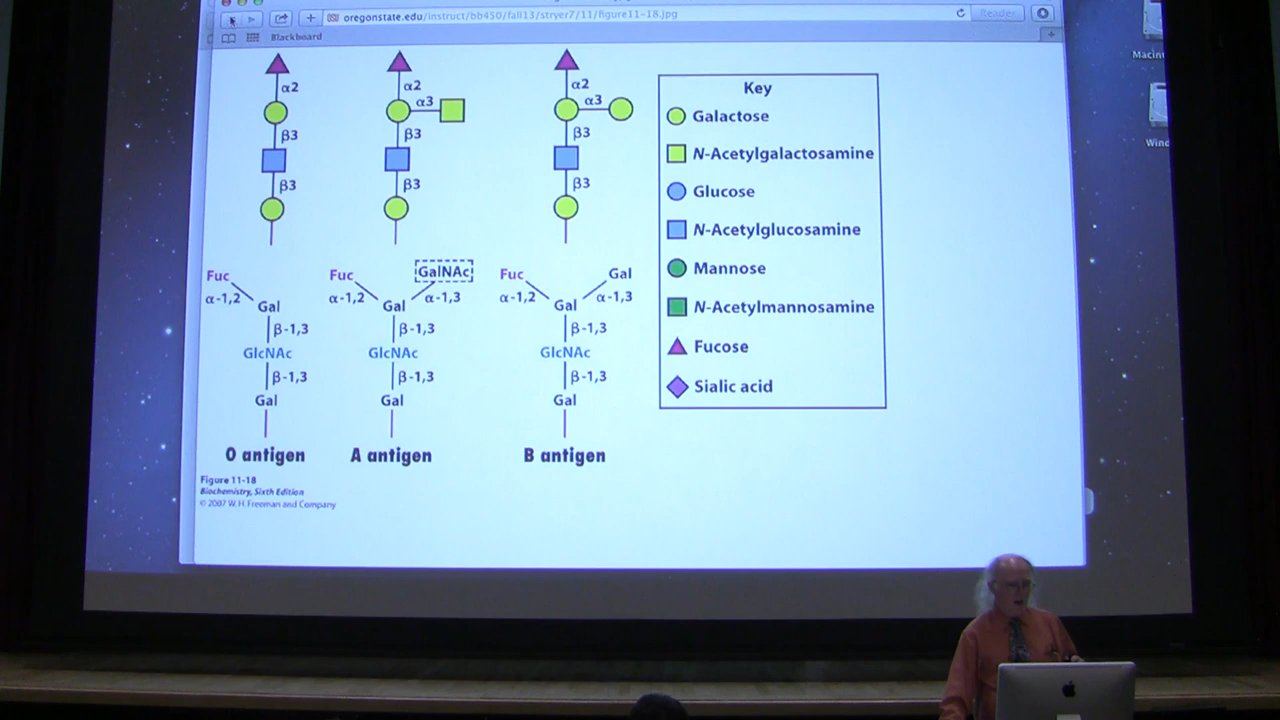 oregonstate.edu/instruct/bb450/fall13/stryer7/11/figure11-18.jpg
Reader
Blackboard
α2
β3
β3
α2
α3
β3
β3
α2
α3
β3
β3
Fuc
α-1,2
Gal
β-1,3
GlcNAc
β-1,3
Gal
O antigen
Fuc
GalNAc
α-1,2
α-1,3
Gal
β-1,3
GlcNAc
β-1,3
Gal
A antigen
Fuc
Gal
α-1,2
α-1,3
Gal
β-1,3
GlcNAc
β-1,3
Gal
B antigen
Key
Galactose
N-Acetylgalactosamine
Glucose
N-Acetylglucosamine
Mannose
N-Acetylmannosamine
Fucose
Sialic acid
Figure 11-18
Biochemistry, Sixth Edition
© 2007 W.H. Freeman and Company